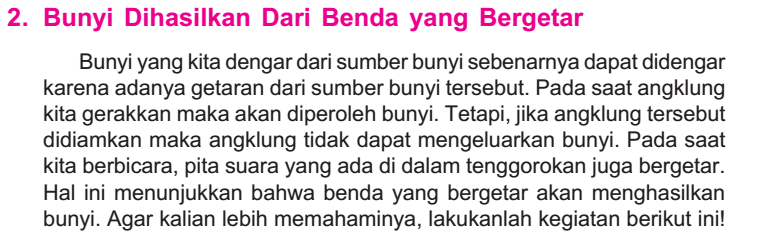 2. Bunyi Dihasilkan Dari Benda yang Bergetar
Bunyi yang kita dengar dari sumber bunyi sebenarnya dapat didengar
karena adanya getaran dari sumber bunyi tersebut. Pada saat angklung
kita gerakkan maka akan diperoleh bunyi. Tetapi, jika angklung tersebut
didiamkan maka angklung tidak dapat mengeluarkan bunyi. Pada saat
kita berbicara, pita suara yang ada di dalam tenggorokan juga bergetar.
Hal ini menunjukkan bahwa benda yang bergetar akan menghasilkan
bunyi. Agar kalian lebih memahaminya, lakukanlah kegiatan berikut ini!